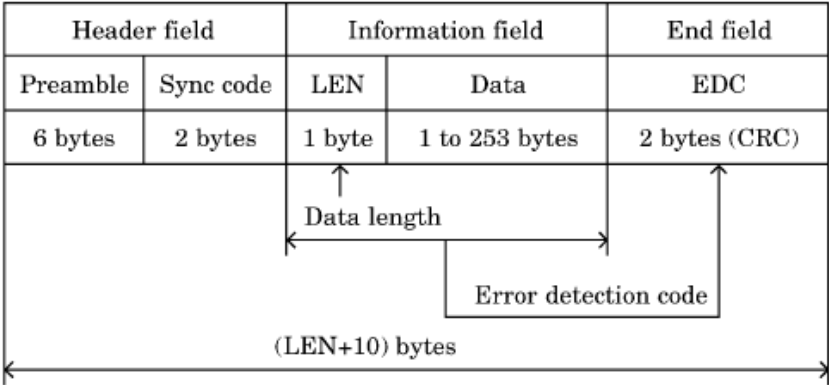 Header field Information field End field
Preamble Sync code LEN Data EDC
6 bytes 2 bytes 1 byte 1 to 253 bytes 2 bytes (CRC)
Data length
Error detection code
(LEN+10) bytes